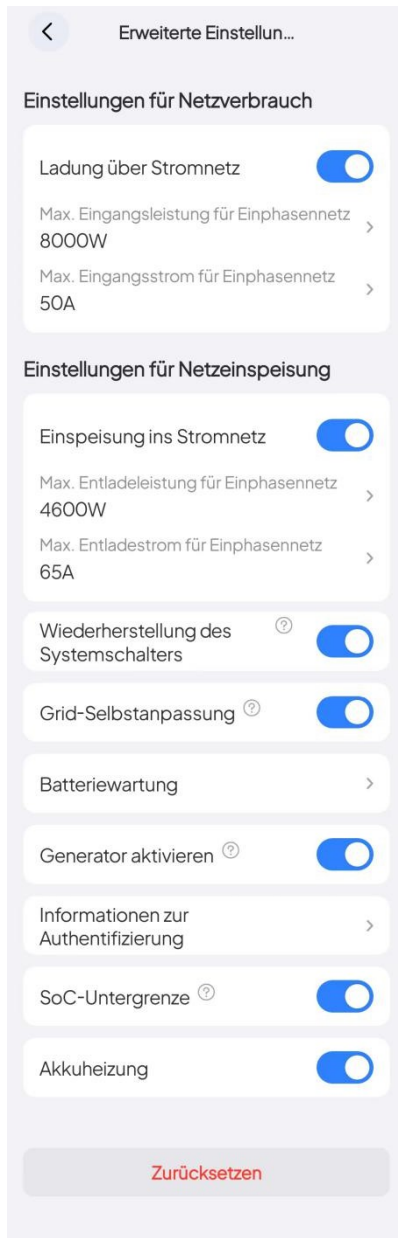 Erweiterte Einstellun...
Einstellungen für Netzverbrauch
Ladung über Stromnetz
Max. Eingangsleistung für Einphasennetz
8000W
Max. Eingangsstrom für Einphasennetz
50A
Einstellungen für Netzeinspeisung
Einspeisung ins Stromnetz
Max. Entladeleistung für Einphasennetz
4600W
Max. Entladestrom für Einphasennetz
65A
Wiederherstellung des
Systemschalters
Grid-Selbstanpassung
Batteriewartung
Generator aktivieren
Informationen zur
Authentifizierung
SoC-Untergrenze
Akkuheizung
Zurücksetzen